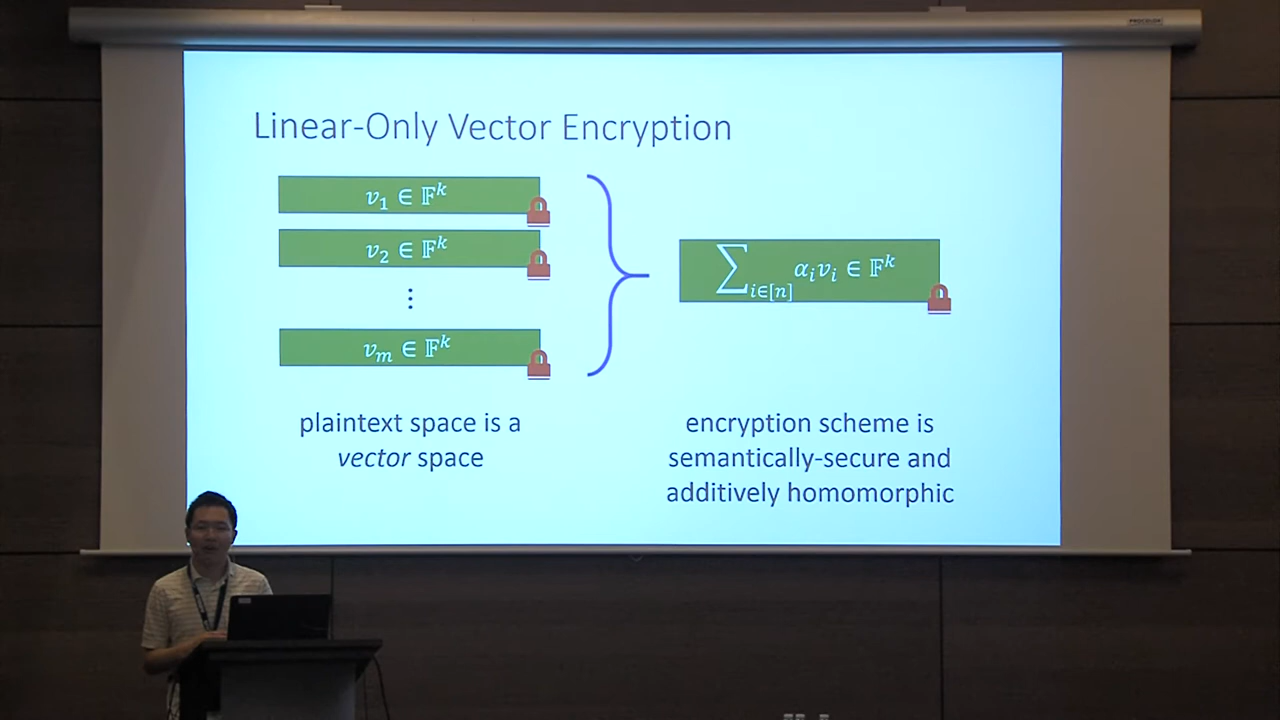 Linear-Only Vector Encryption
v₁ ∈ 𝔽ᵏ
v₂ ∈ 𝔽ᵏ
⋮
vₘ ∈ 𝔽ᵏ
∑_{i∈[n]} αᵢvᵢ ∈ 𝔽ᵏ
plaintext space is a
vector space
encryption scheme is
semantically-secure and
additively homomorphic